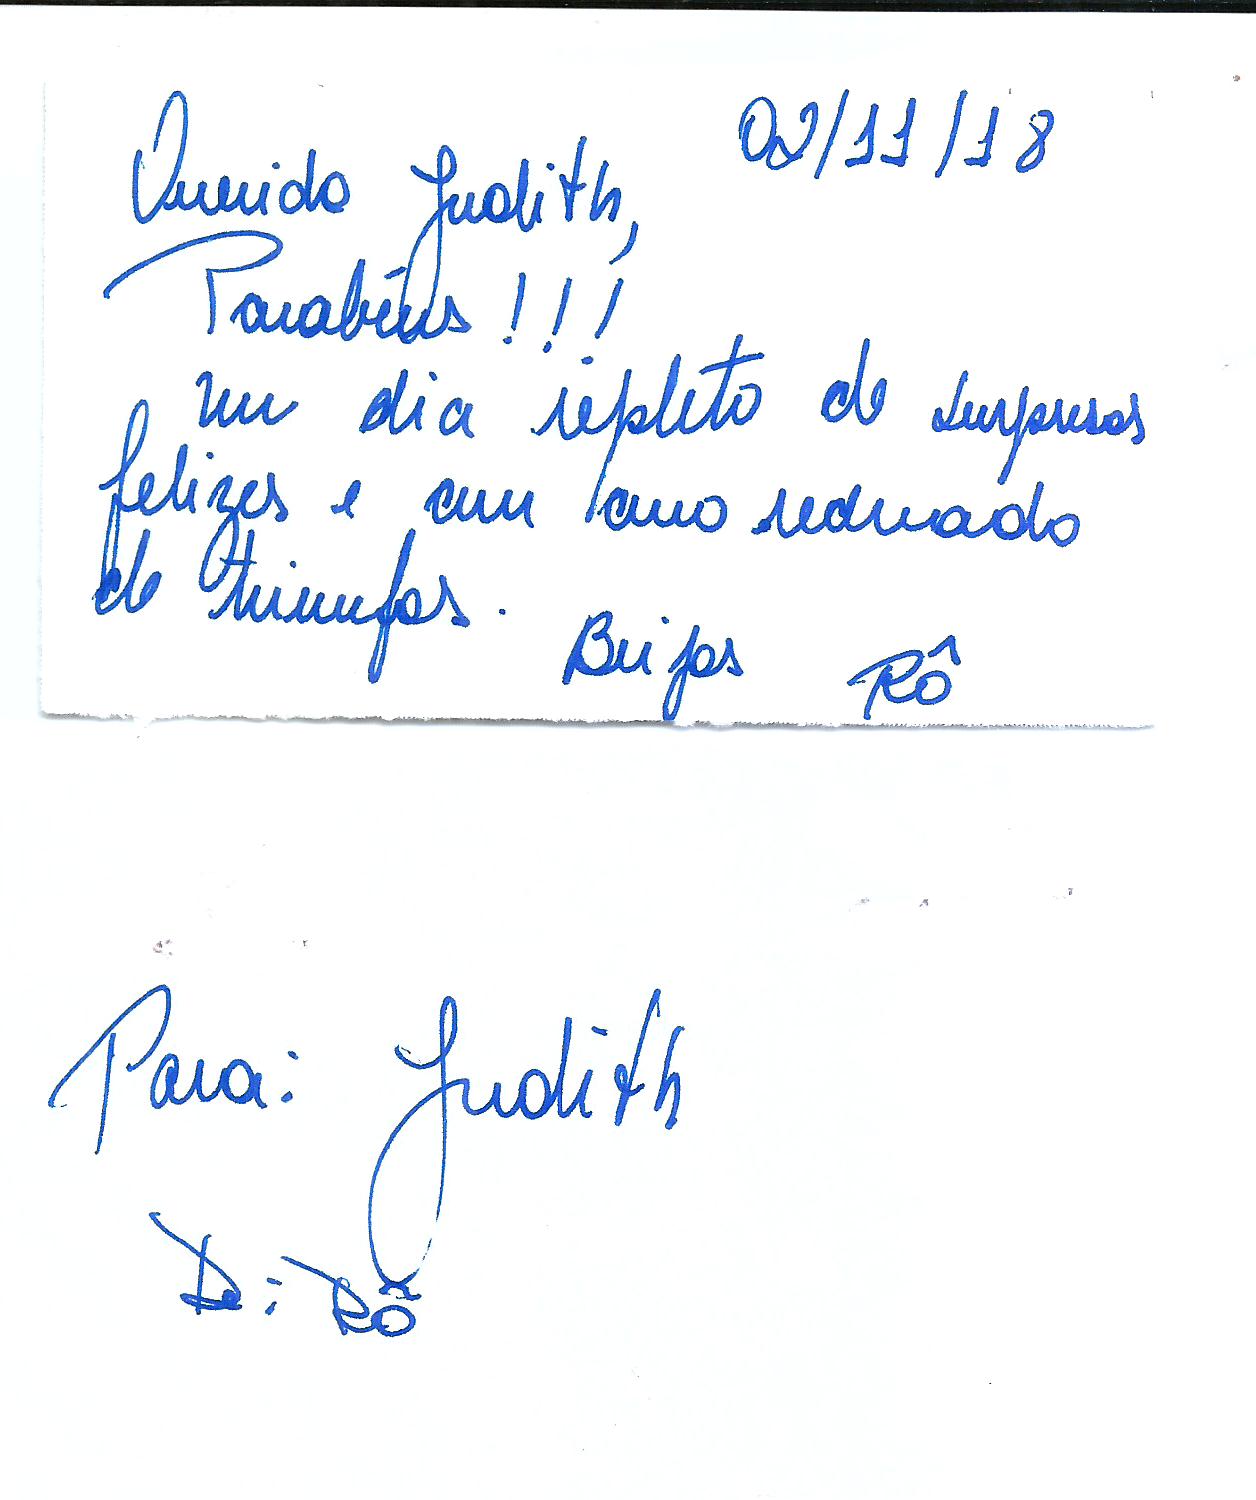 02/11/18
Querida Judith,
Parabéns!!!
um dia repleto de surpresas
felizes e um ano
de triunfos.
Beijos Rô
Para: Judith
De: Rô